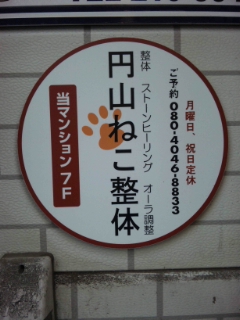 月曜日、祝日定休
ご予約 080-4046-8833
整体 ストーンヒーリング オーラ調整
円山ねこ整体
当マンション7F